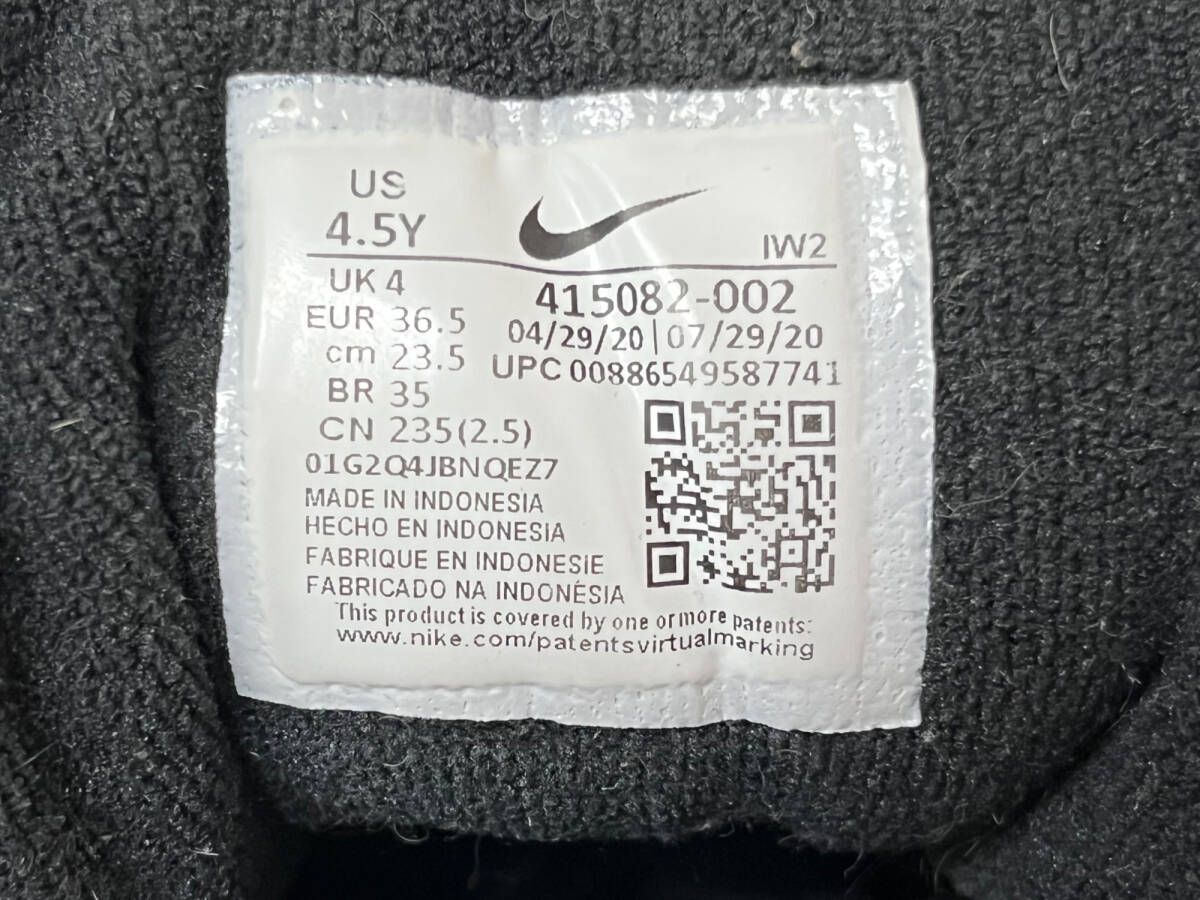 US
4.5Y
IW2
UK 4
EUR 36.5
cm 23.5
BR 35
CN 235(2.5)
415082-002
04/29/20|07/29/20
UPC 00886549587741
01G2Q4JBNQEZ7
MADE IN INDONESIA
HECHO EN INDONESIA
FABRIQUE EN INDONESIE
FABRICADO NA INDONÉSIA
This product is covered by one or more patents:
www.nike.com/patentsvirtualmarking